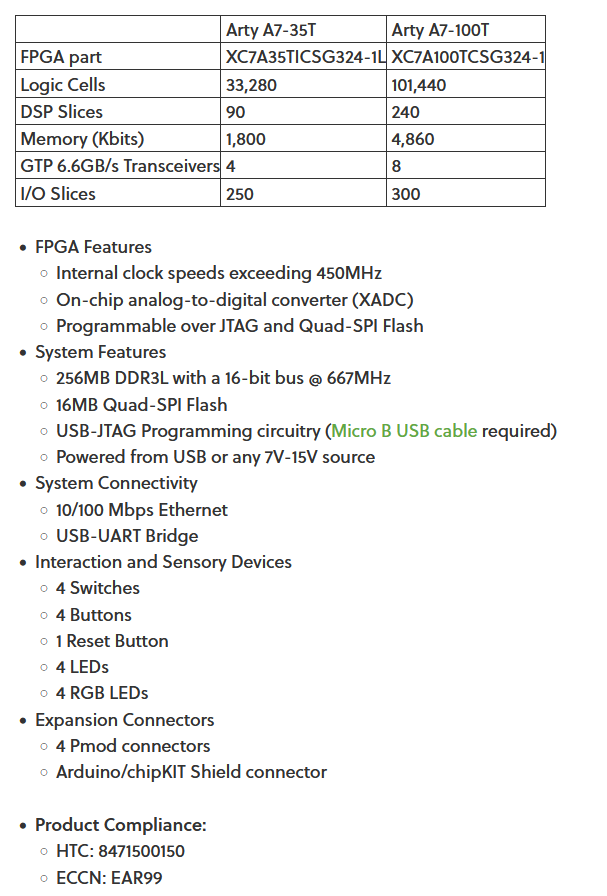 Arty A7-35T Arty A7-100T
FPGA part XC7A35TICSG324-1L XC7A100TCSG324-1
Logic Cells 33,280 101,440
DSP Slices 90 240
Memory (Kbits) 1,800 4,860
GTP 6.6GB/s Transceivers 4 8
I/O Slices 250 300
• FPGA Features
○ Internal clock speeds exceeding 450MHz
○ On-chip analog-to-digital converter (XADC)
○ Programmable over JTAG and Quad-SPI Flash
• System Features
○ 256MB DDR3L with a 16-bit bus @ 667MHz
○ 16MB Quad-SPI Flash
○ USB-JTAG Programming circuitry (Micro B USB cable required)
○ Powered from USB or any 7V-15V source
• System Connectivity
○ 10/100 Mbps Ethernet
○ USB-UART Bridge
• Interaction and Sensory Devices
○ 4 Switches
○ 4 Buttons
○ 1 Reset Button
○ 4 LEDs
○ 4 RGB LEDs
• Expansion Connectors
○ 4 Pmod connectors
○ Arduino/chipKIT Shield connector
• Product Compliance:
○ HTC: 8471500150
○ ECCN: EAR99